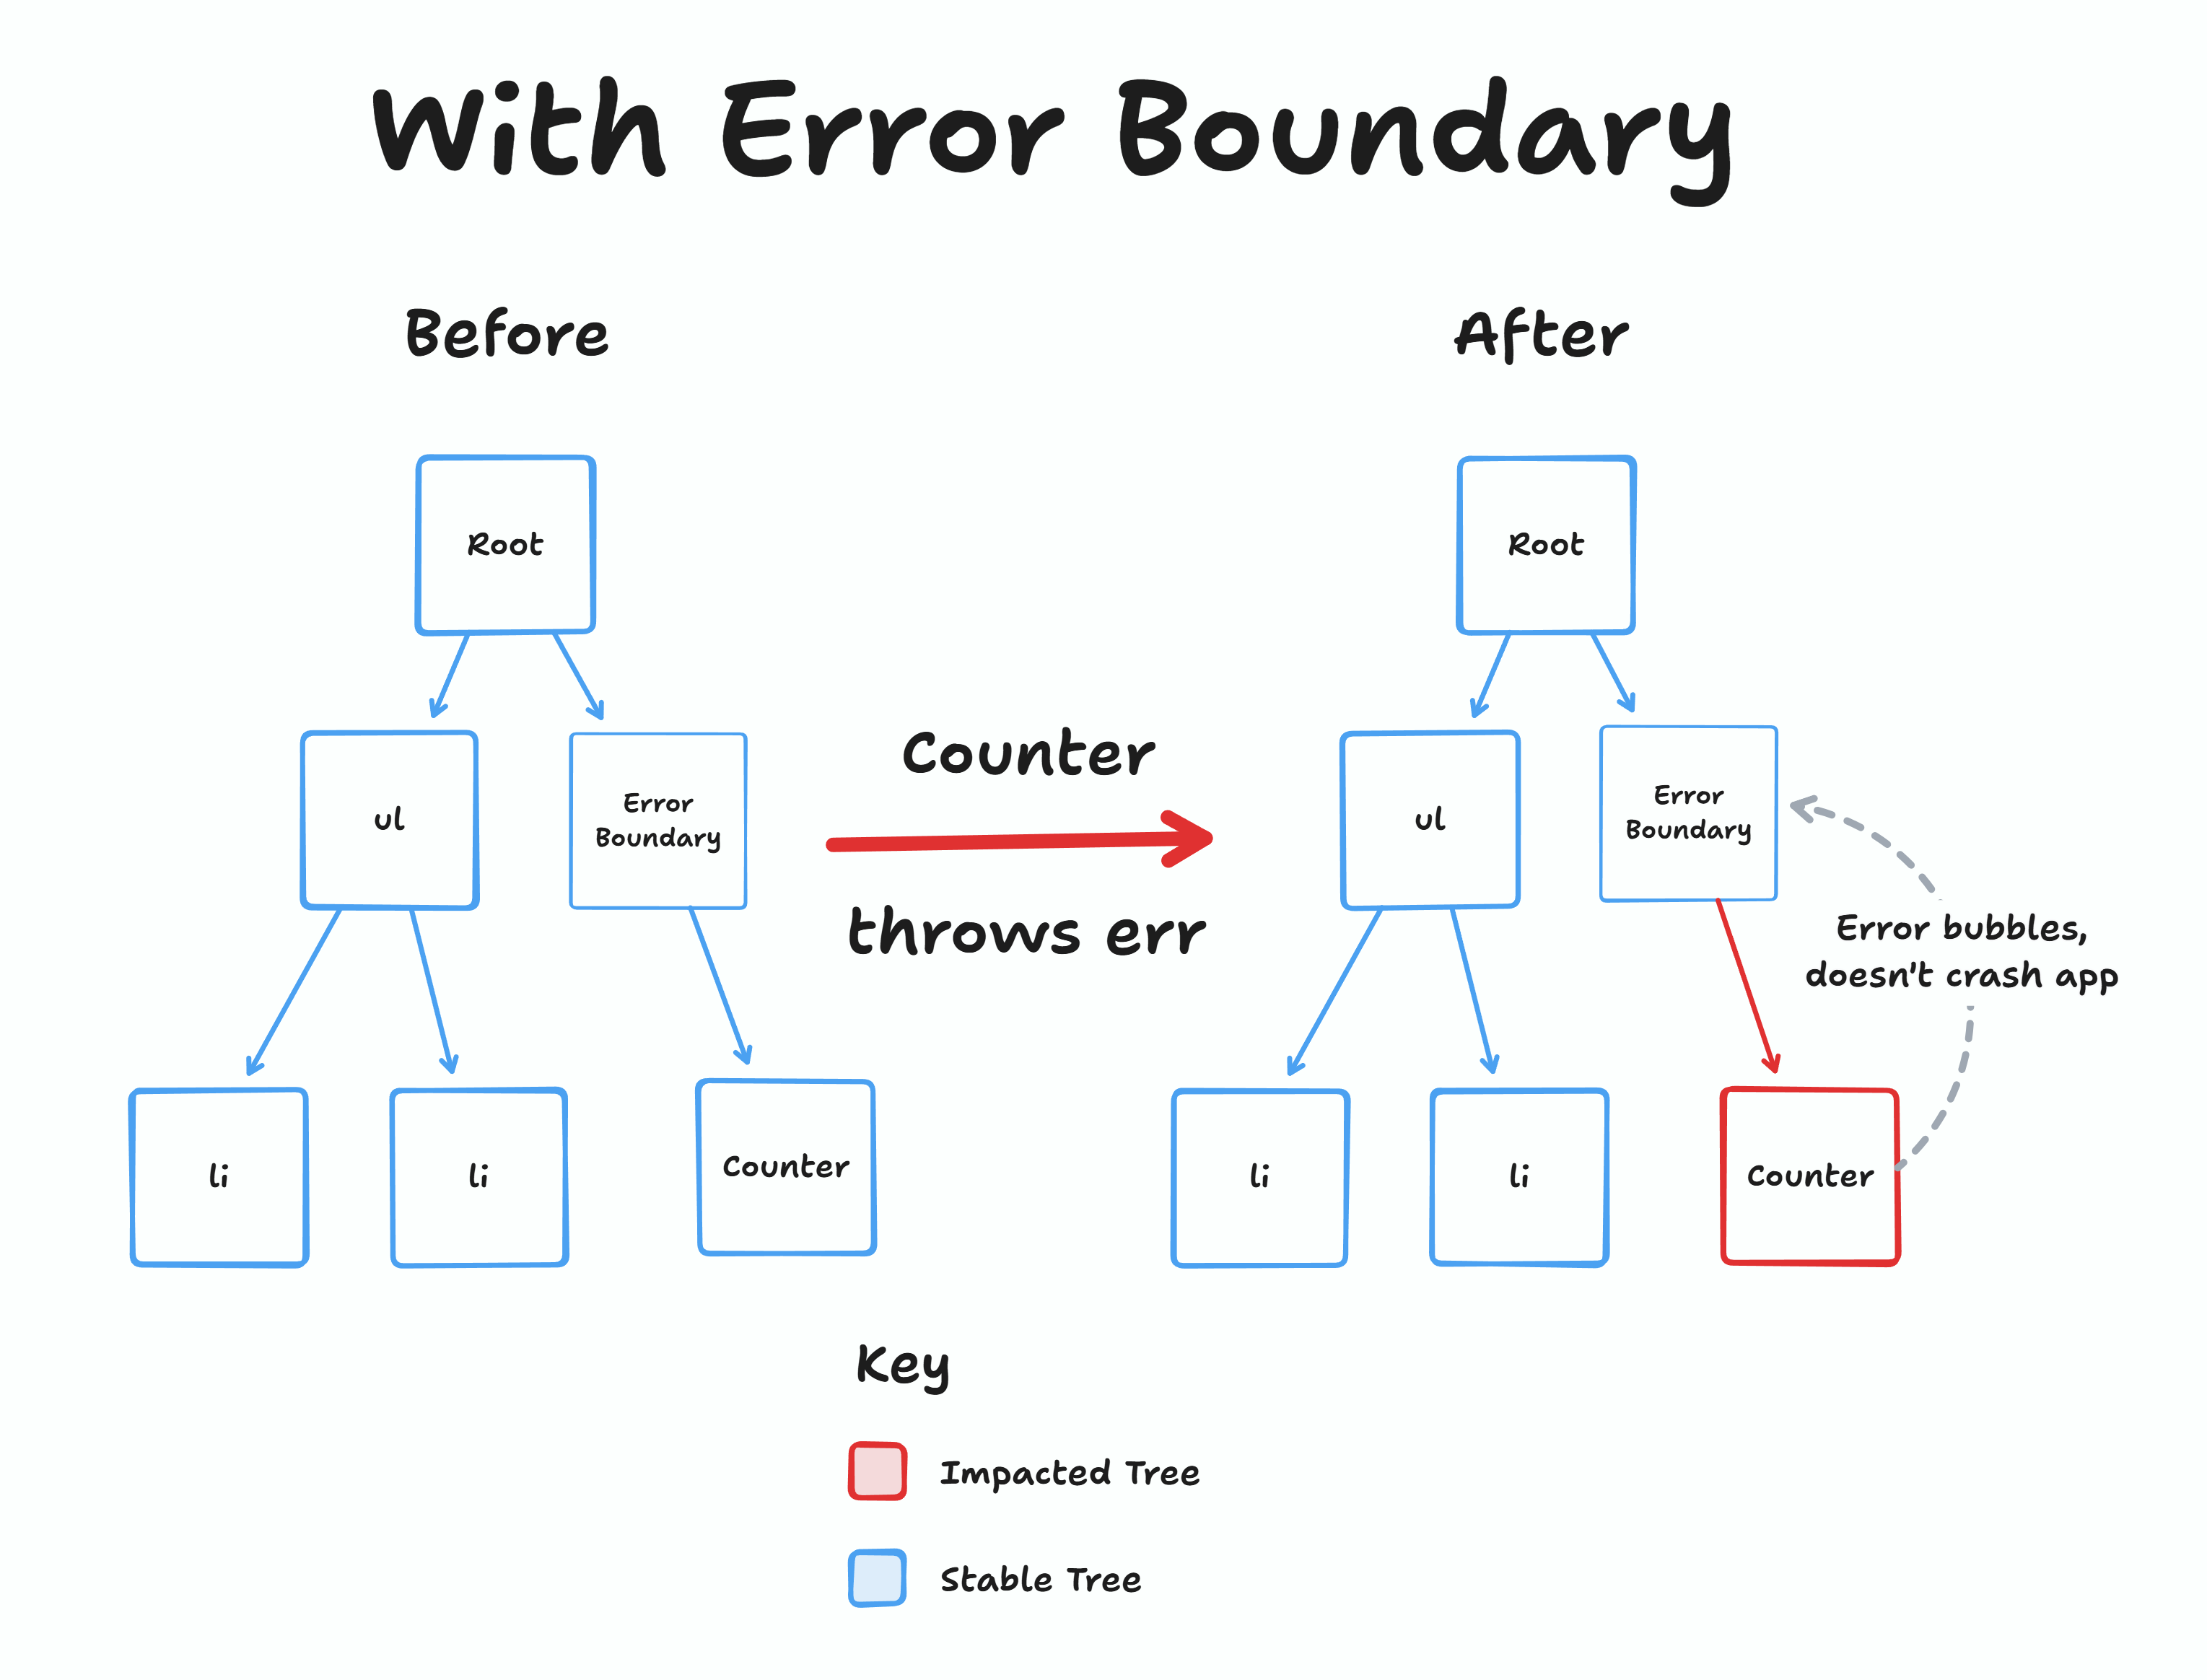 With Error Boundary
Before
After
Root
ul
Error
Boundary
li
li
Counter
Counter
throws err
Root
ul
Error
Boundary
Error bubbles,
doesn't crash app
li
li
Counter
Key
Impacted Tree
Stable Tree